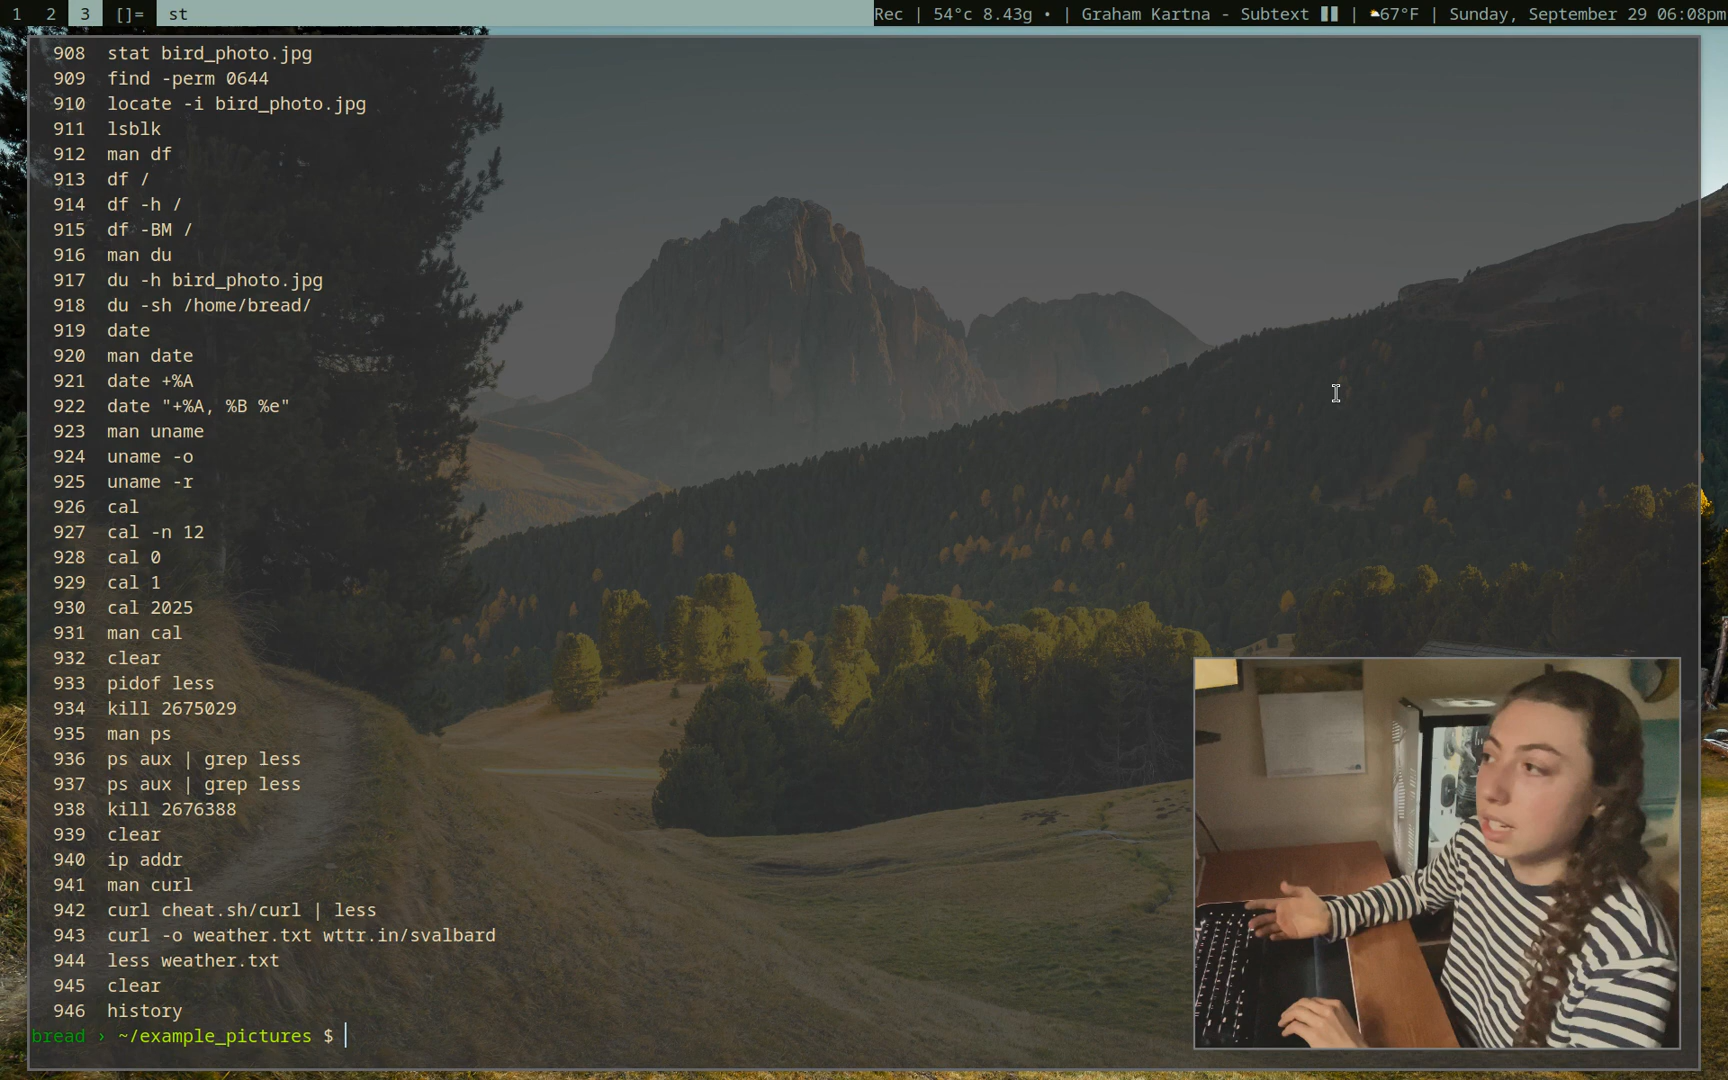 1 2 3 []= st Rec | 54°c 8.43g • | Graham Kartna - Subtext ▮▮ | ⛅67°F | Sunday, September 29 06:08pm
908 stat bird_photo.jpg
909 find -perm 0644
910 locate -i bird_photo.jpg
911 lsblk
912 man df
913 df /
914 df -h /
915 df -BM /
916 man du
917 du -h bird_photo.jpg
918 du -sh /home/bread/
919 date
920 man date
921 date +%A
922 date "+%A, %B %e"
923 man uname
924 uname -o
925 uname -r
926 cal
927 cal -n 12
928 cal 0
929 cal 1
930 cal 2025
931 man cal
932 clear
933 pidof less
934 kill 2675029
935 man ps
936 ps aux | grep less
937 ps aux | grep less
938 kill 2676388
939 clear
940 ip addr
941 man curl
942 curl cheat.sh/curl | less
943 curl -o weather.txt wttr.in/svalbard
944 less weather.txt
945 clear
946 history
bread › ~/example_pictures $